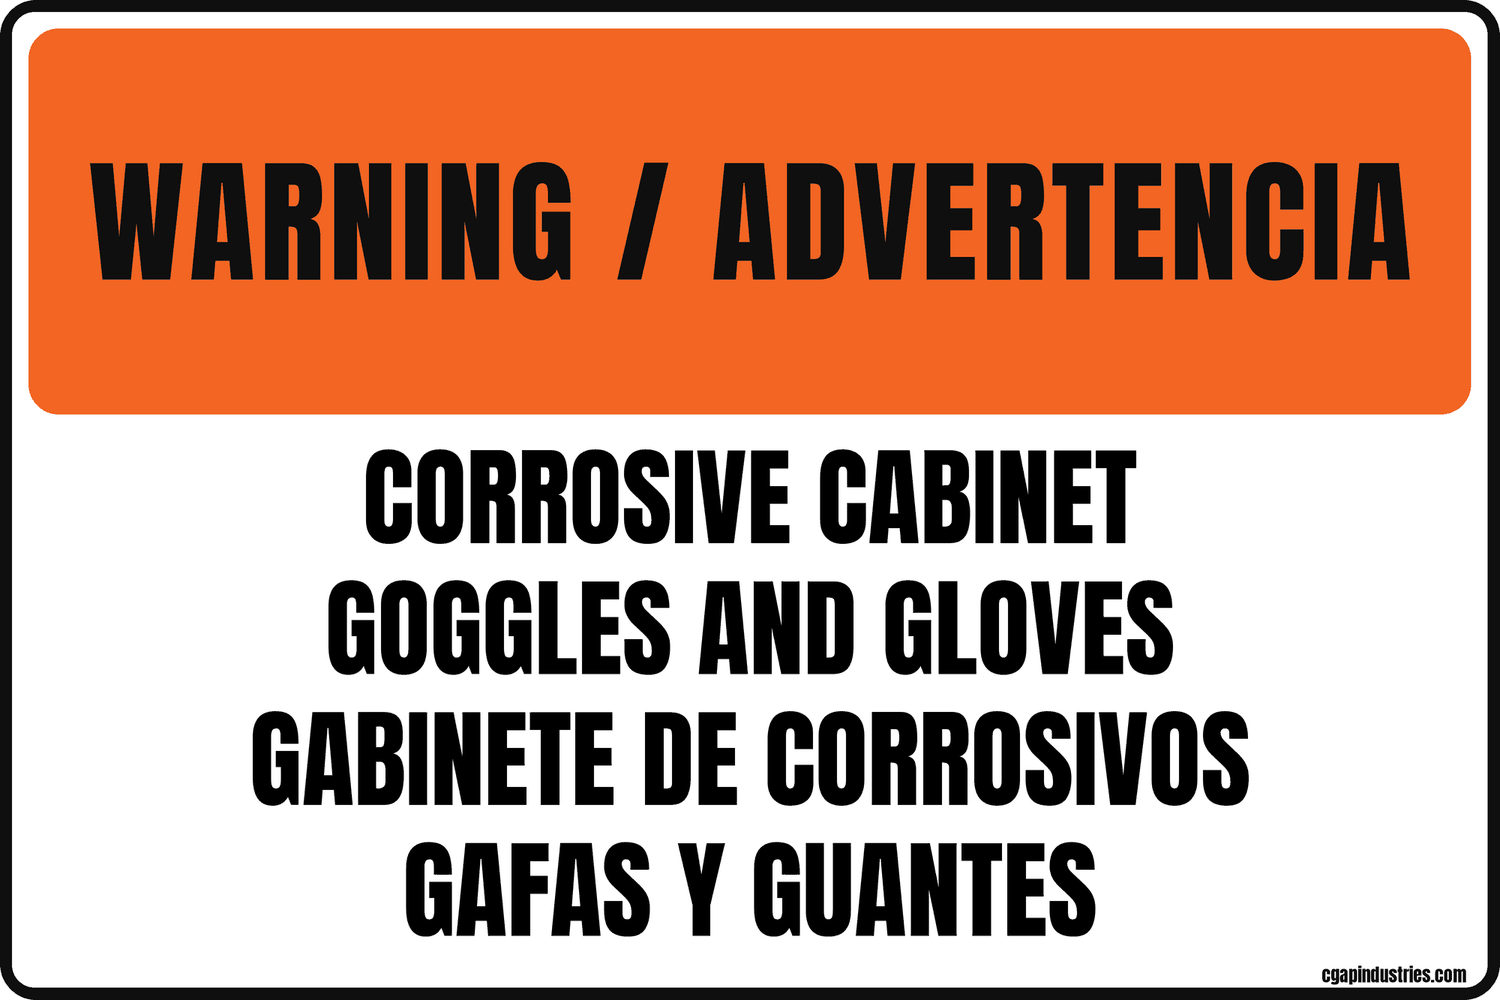 WARNING / ADVERTENCIA
CORROSIVE CABINET
GOGGLES AND GLOVES
GABINETE DE CORROSIVOS
GAFAS Y GUANTES
cgapindustries.com